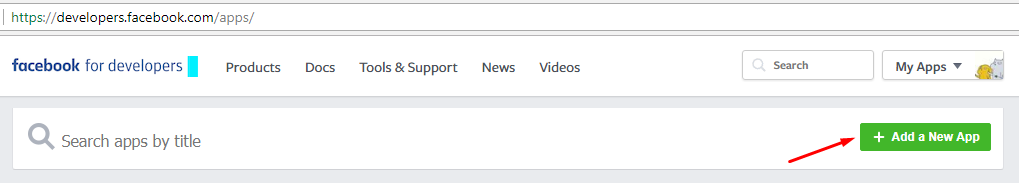 https://developers.facebook.com/apps/
facebook for developers Products Docs Tools & Support News Videos Search My Apps
Search apps by title + Add a New App